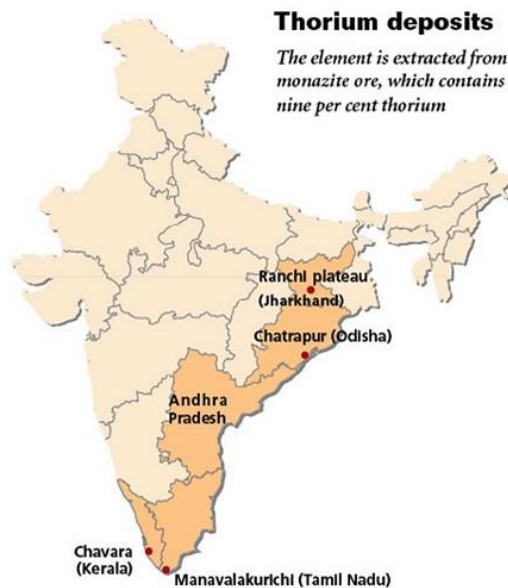 Thorium deposits
The element is extracted from
monazite ore, which contains
nine per cent thorium
Ranchi plateau
(Jharkhand)
Chatrapur (Odisha)
Andhra
Pradesh
Chavara
(Kerala)
Manavalakurichi (Tamil Nadu)